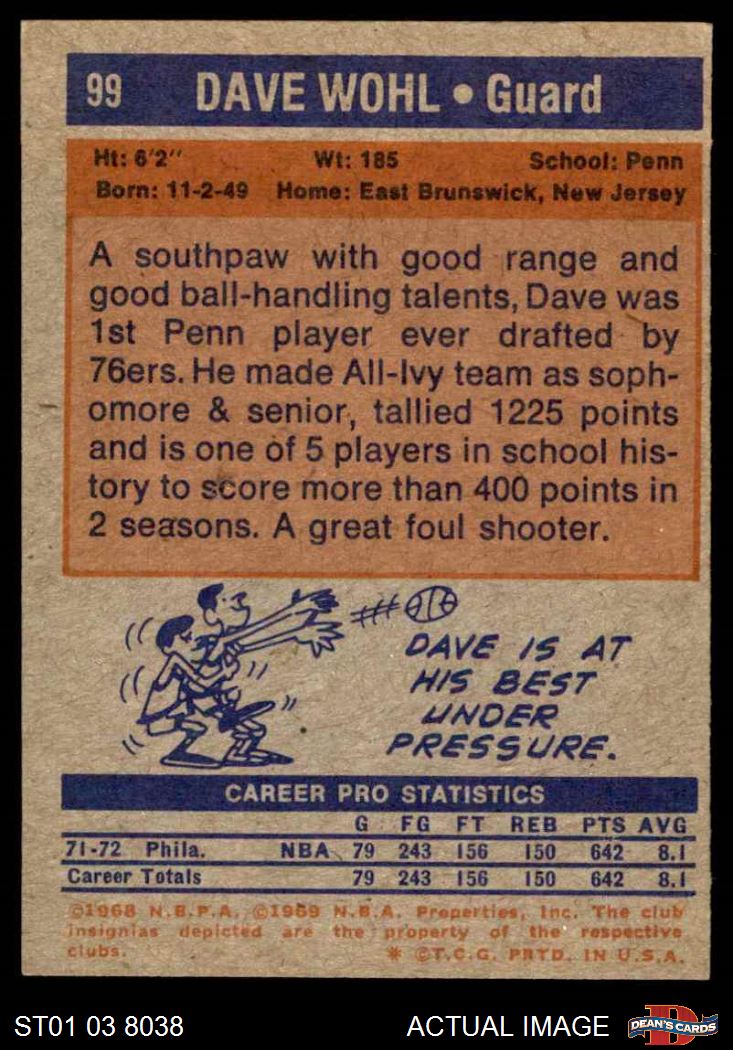 99 DAVE WOHL • Guard
Ht: 6'2" Wt: 185 School: Penn
Born: 11-2-49 Home: East Brunswick, New Jersey
A southpaw with good range and
good ball-handling talents, Dave was
1st Penn player ever drafted by
76ers. He made All-Ivy team as soph-
omore & senior, tallied 1225 points
and is one of 5 players in school his-
tory to score more than 400 points in
2 seasons. A great foul shooter.
DAVE IS AT
HIS BEST
UNDER
PRESSURE.
CAREER PRO STATISTICS
G FG FT REB PTS AVG
71-72 Phila. NBA 79 243 156 150 642 8.1
Career Totals 79 243 156 150 642 8.1
©1968 N.B.P.A. ©1969 N.B.A. Properties, Inc. The club
insignias depicted are the property of the respective
clubs. * ©T.C.G. PRTD. IN U.S.A.
ST01 03 8038 ACTUAL IMAGE DEAN'S CARDS